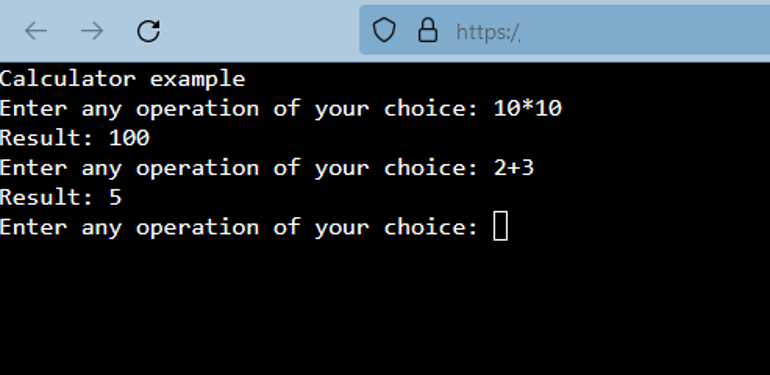 https:/
Calculator example
Enter any operation of your choice: 10*10
Result: 100
Enter any operation of your choice: 2+3
Result: 5
Enter any operation of your choice: